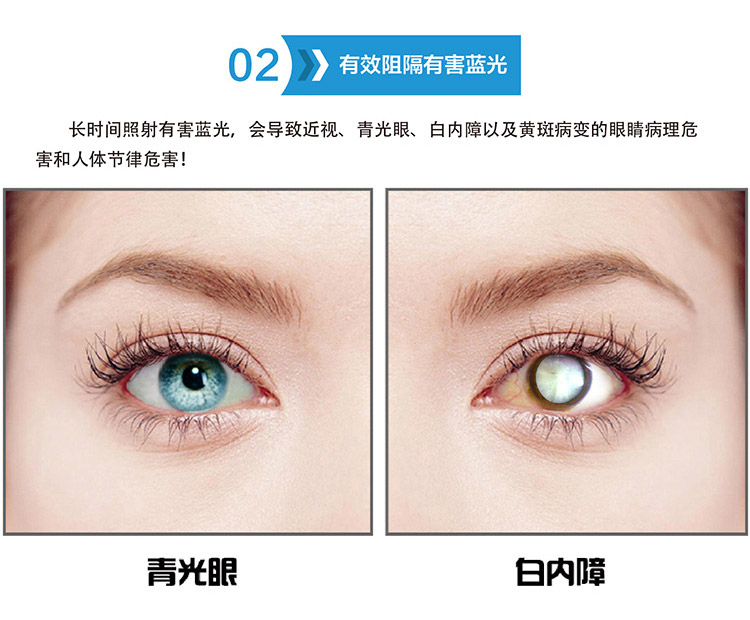 02 有效阻隔有害蓝光
长时间照射有害蓝光，会导致近视、青光眼、白内障以及黄斑病变的眼睛病理危
害和人体节律危害！
青光眼 白内障